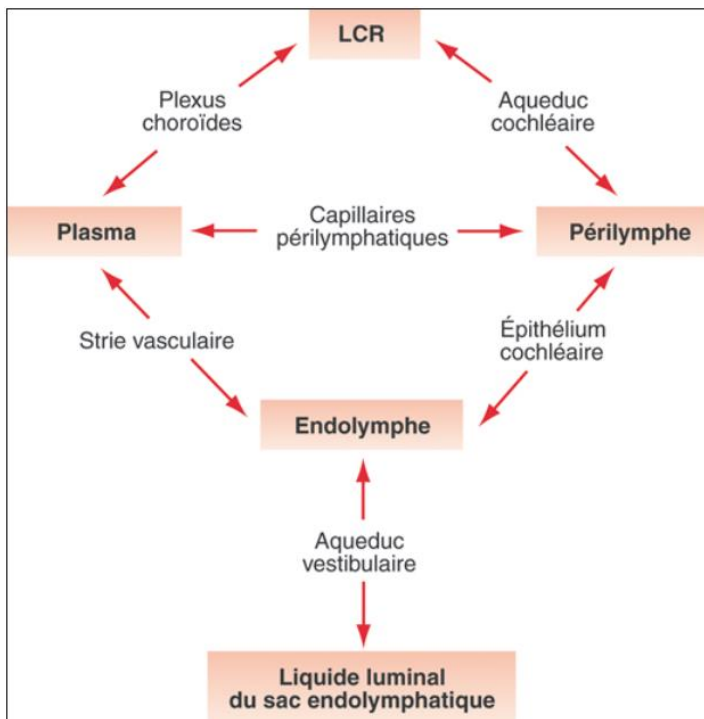 LCR
Plexus
choroïdes
Aqueduc
cochléaire
Plasma
Capillaires
périlymphatiques
Périlymphe
Strie vasculaire
Épithélium
cochléaire
Endolymphe
Aqueduc
vestibulaire
Liquide luminal
du sac endolymphatique